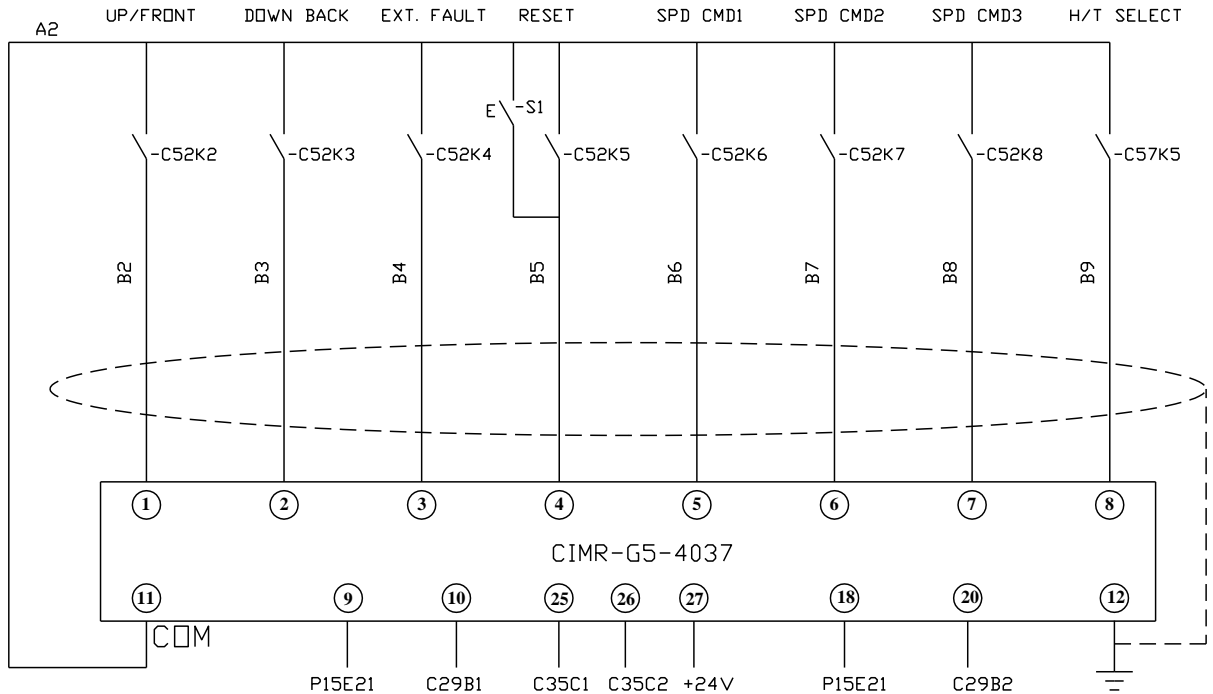 UP/FRONT DOWN BACK EXT. FAULT RESET SPD CMD1 SPD CMD2 SPD CMD3 H/T SELECT
A2
E -S1
-C52K2 -C52K3 -C52K4 -C52K5 -C52K6 -C52K7 -C52K8 -C57K5
B2 B3 B4 B5 B6 B7 B8 B9
1 2 3 4 5 6 7 8
CIMR-G5-4037
11 9 10 25 26 27 18 20 12
COM
P15E21 C29B1 C35C1 C35C2 +24V P15E21 C29B2